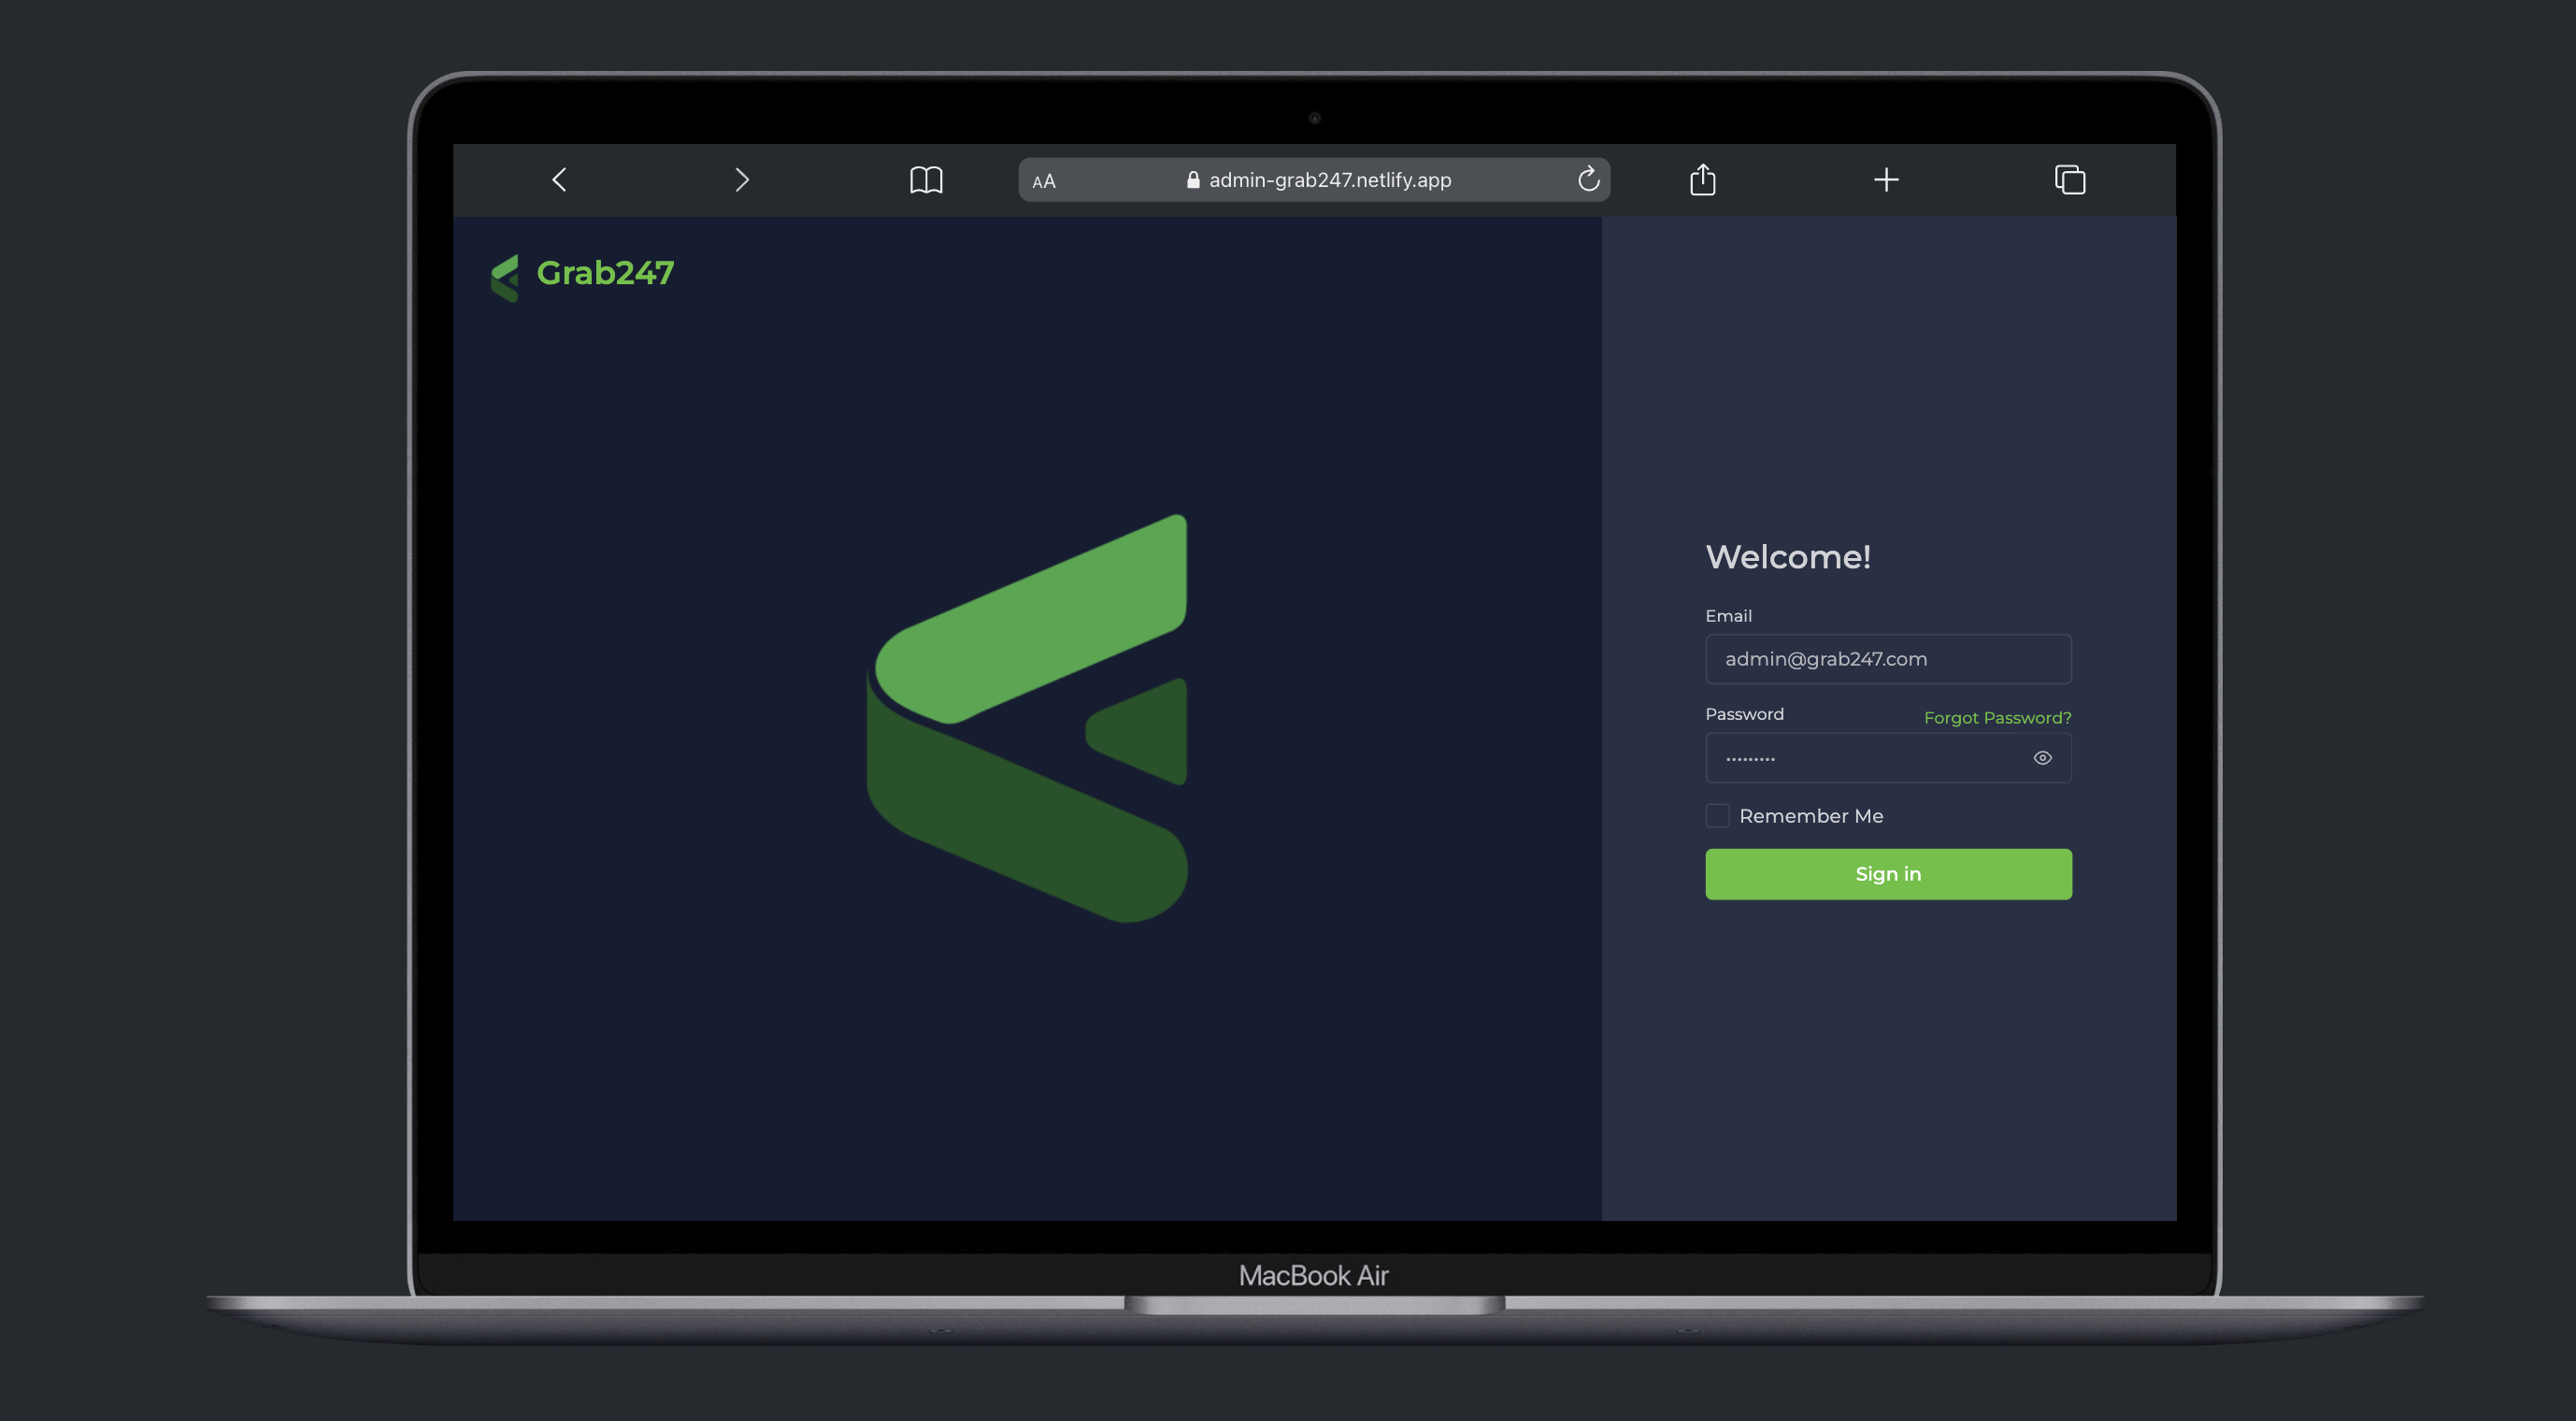 AA admin-grab247.netlify.app
Grab247
Welcome!
Email
admin@grab247.com
Password Forgot Password?
•••••••••
Remember Me
Sign in
MacBook Air